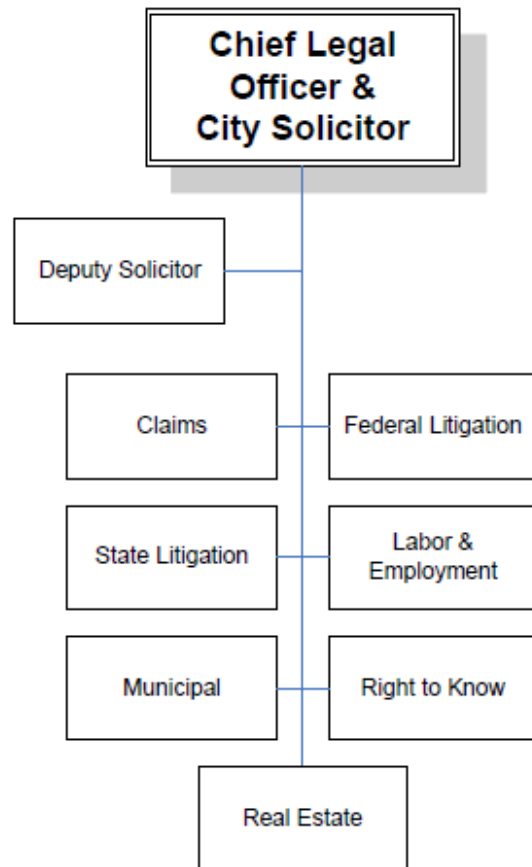 Chief Legal
Officer &
City Solicitor
Deputy Solicitor
Claims
Federal Litigation
State Litigation
Labor &
Employment
Municipal
Right to Know
Real Estate